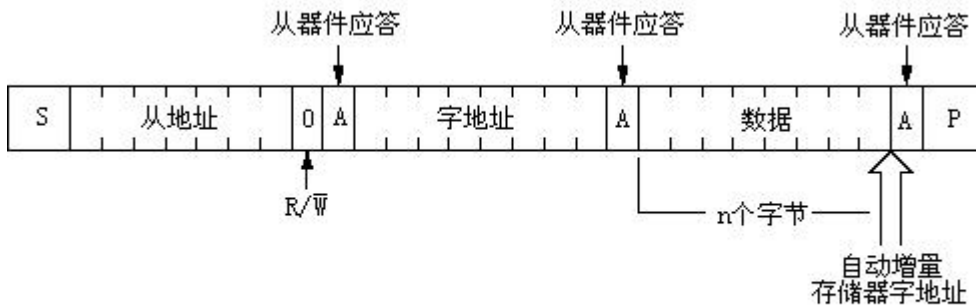 从器件应答 从器件应答 从器件应答
S 从地址 0 A 字地址 A 数据 A P
R/W̅
n个字节
自动增量
存储器字地址